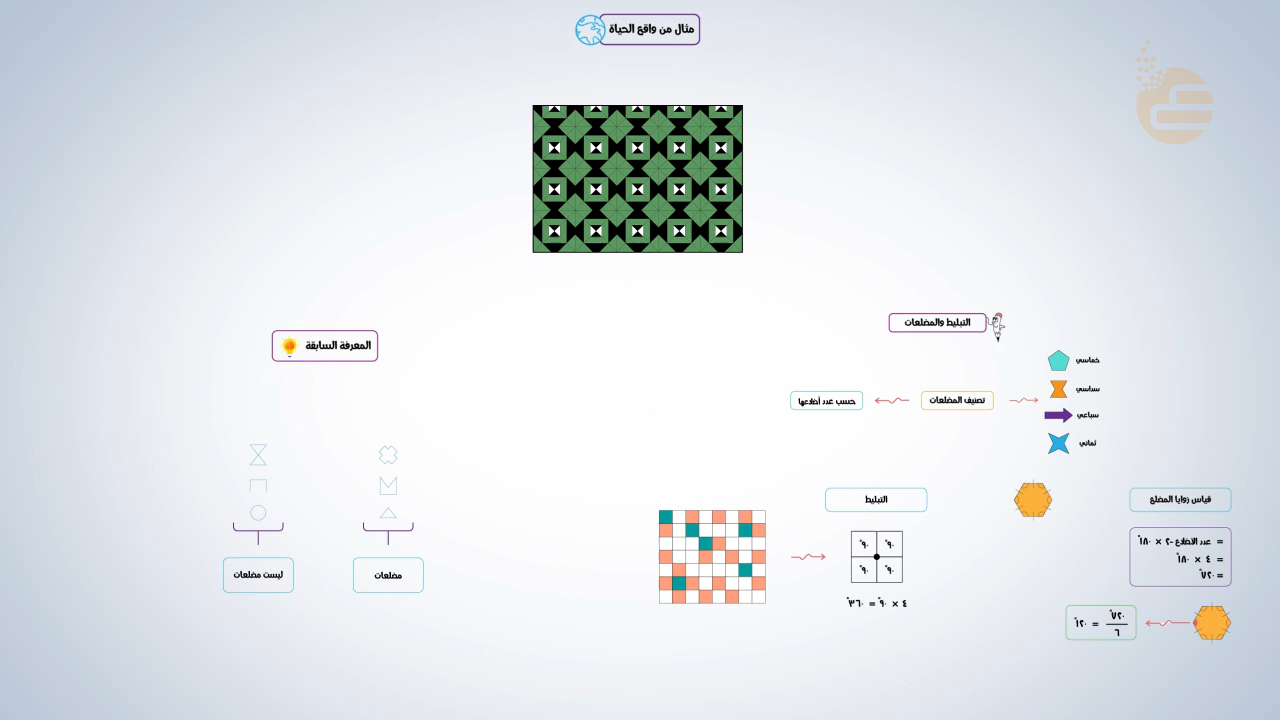 مثال من واقع الحياة
التبليط والمضلعات
المعرفة السابقة
خماسي
سداسي
سباعي
ثماني
تصنيف المضلعات
حسب عدد أضلاعها
قياس زوايا المضلع
= عدد الأضلاع -٢ × ١٨٠°
= ٤ × ١٨٠°
= ٧٢٠°
٧٢٠°
٦
= ١٢٠°
التبليط
٩٠° ٩٠°
٩٠° ٩٠°
٤ × ٩٠° = ٣٦٠°
مضلعات
ليست مضلعات